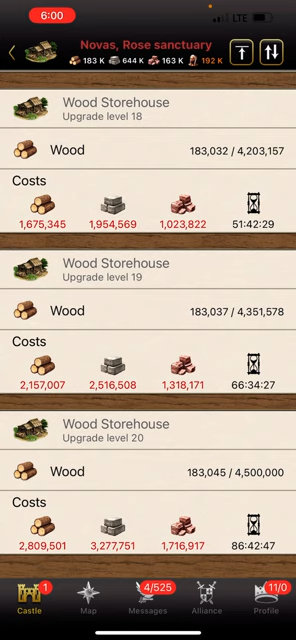 6:00 LTE
Novas, Rose sanctuary
183 K 644 K 163 K 192 K
Wood Storehouse
Upgrade level 18
Wood 183,032 / 4,203,157
Costs
1,675,345 1,954,569 1,023,822 51:42:29
Wood Storehouse
Upgrade level 19
Wood 183,037 / 4,351,578
Costs
2,157,007 2,516,508 1,318,171 66:34:27
Wood Storehouse
Upgrade level 20
Wood 183,045 / 4,500,000
Costs
2,809,501 3,277,751 1,716,917 86:42:47
1 4/525 11/0
Castle Map Messages Alliance Profile